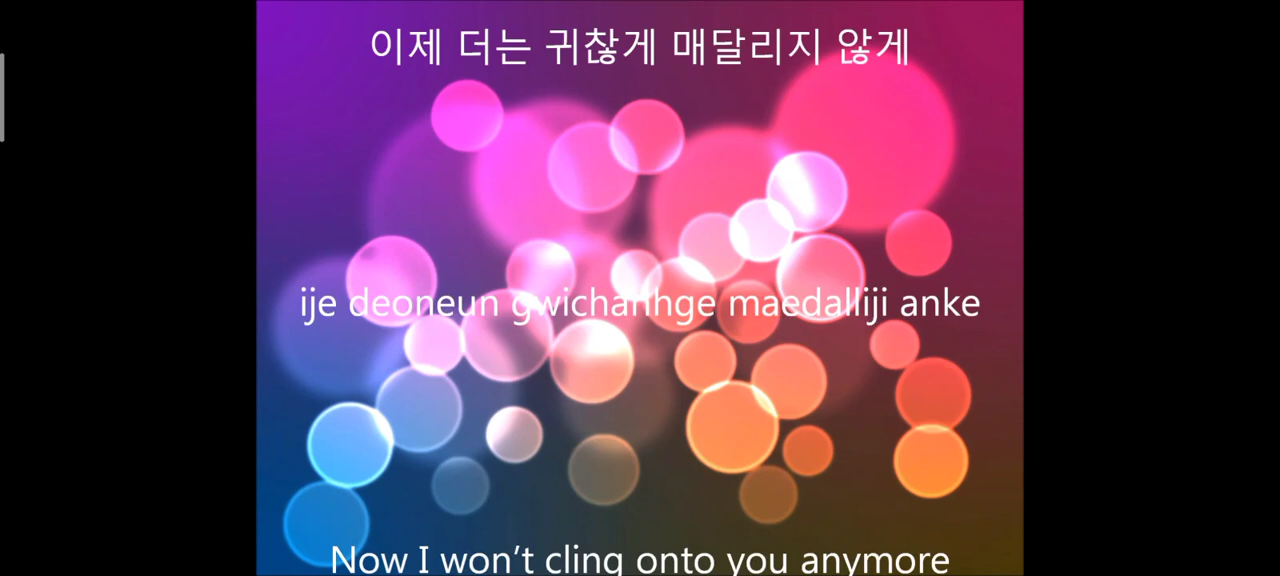 이제 더는 귀찮게 매달리지 않게
ije deoneun gwichanhge maedalliji anke
Now I won't cling onto you anymore